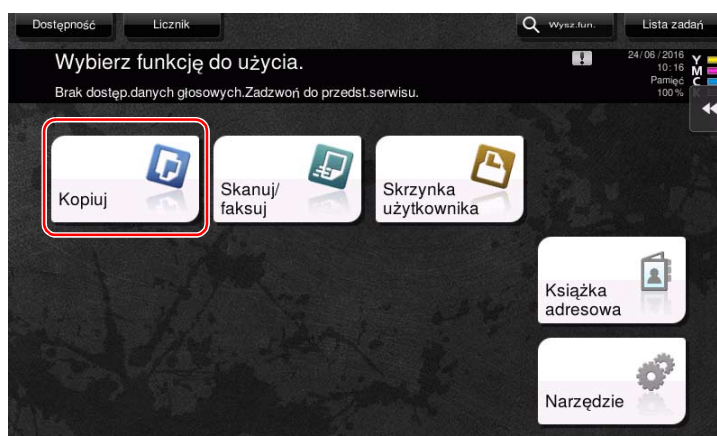 Dostępność Licznik Wysz.fun. Lista zadań
Wybierz funkcję do użycia.
Brak dostęp.danych głosowych.Zadzwoń do przedst.serwisu.
24/06/2016
10:16
Pamięć
100%
Y
M
C
K
Kopiuj
Skanuj/
faksuj
Skrzynka
użytkownika
Książka
adresowa
Narzędzie